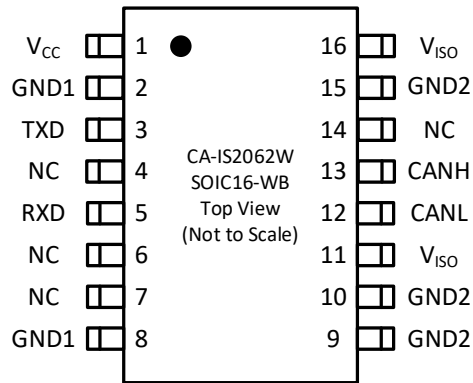 VCC 1 16 VISO
GND1 2 15 GND2
TXD 3 14 NC
NC 4 13 CANH
RXD 5 12 CANL
NC 6 11 VISO
NC 7 10 GND2
GND1 8 9 GND2
CA-IS2062W
SOIC16-WB
Top View
(Not to Scale)